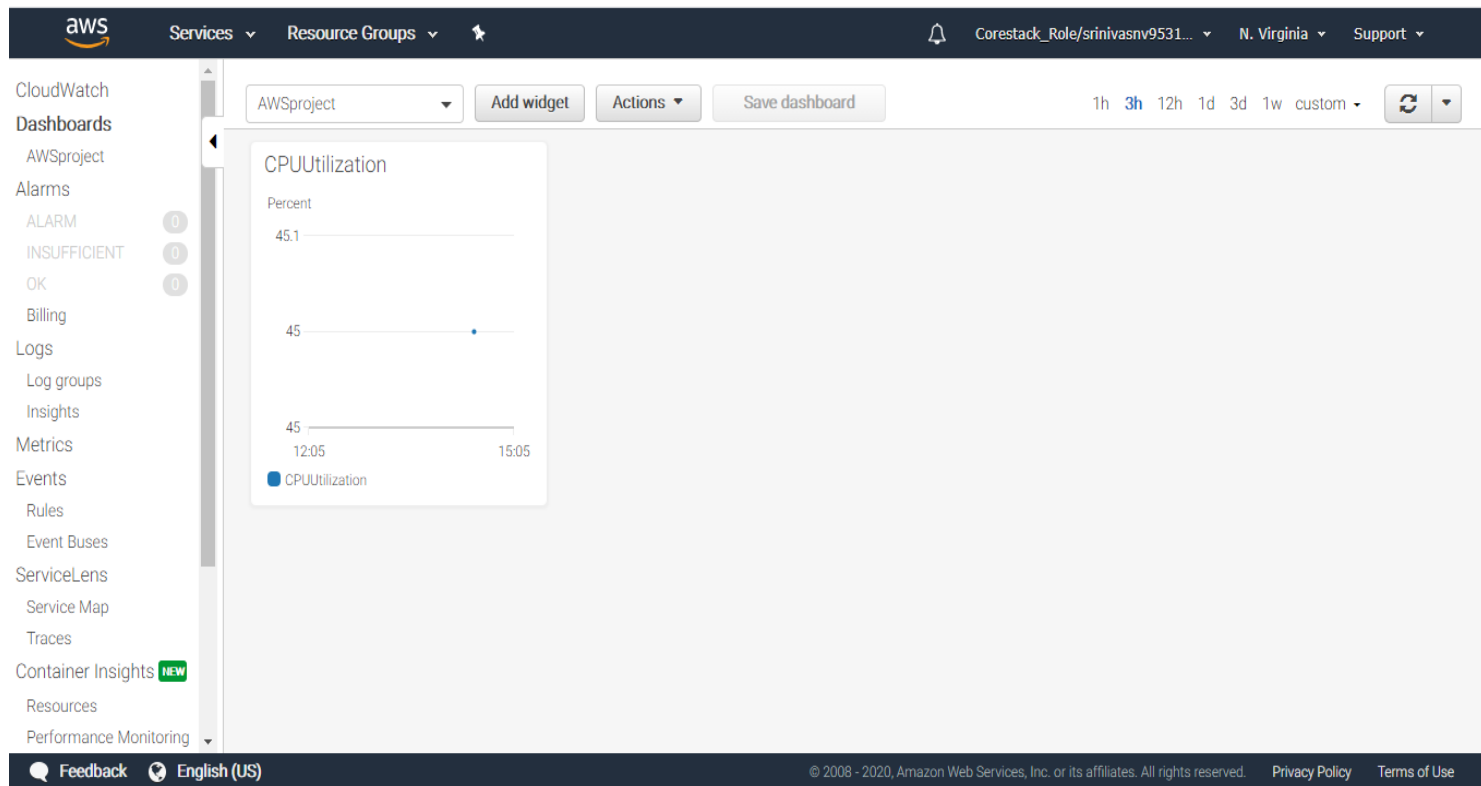 aws Services Resource Groups Corestack_Role/srinivasnv9531... N. Virginia Support
CloudWatch
Dashboards
AWSproject
Alarms
ALARM 0
INSUFFICIENT 0
OK 0
Billing
Logs
Log groups
Insights
Metrics
Events
Rules
Event Buses
ServiceLens
Service Map
Traces
Container Insights NEW
Resources
Performance Monitoring
AWSproject Add widget Actions Save dashboard 1h 3h 12h 1d 3d 1w custom
CPUUtilization
Percent
45.1
45
45
12:05 15:05
CPUUtilization
Feedback English (US) © 2008 - 2020, Amazon Web Services, Inc. or its affiliates. All rights reserved. Privacy Policy Terms of Use